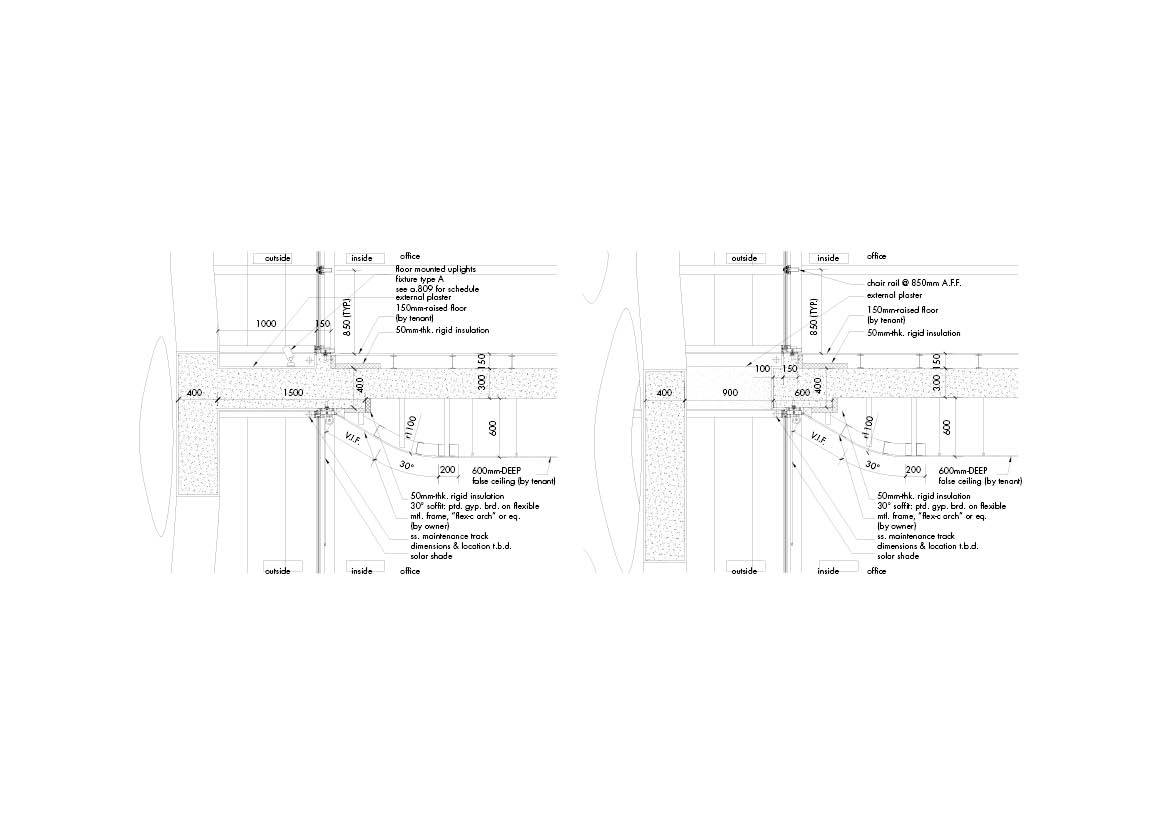 outside
inside
office
floor mounted uplights
fixture type A
see a.809 for schedule
external plaster
150mm-raised floor
(by tenant)
50mm-thk. rigid insulation
850 (TYP.)
1000
150
150
400
1500
400
300
V.I.F.
r1100
600
30°
200
600mm-DEEP
false ceiling (by tenant)
50mm-thk. rigid insulation
30° soffit: ptd. gyp. brd. on flexible
mtl. frame, "flex-c arch" or eq.
(by owner)
ss. maintenance track
dimensions & location t.b.d.
solar shade
outside
inside
office
outside
inside
office
chair rail @ 850mm A.F.F.
external plaster
150mm-raised floor
(by tenant)
50mm-thk. rigid insulation
850 (TYP.)
100
150
150
400
900
600
400
300
V.I.F.
r1100
600
30°
200
600mm-DEEP
false ceiling (by tenant)
50mm-thk. rigid insulation
30° soffit: ptd. gyp. brd. on flexible
mtl. frame, "flex-c arch" or eq.
(by owner)
ss. maintenance track
dimensions & location t.b.d.
solar shade
outside
inside
office